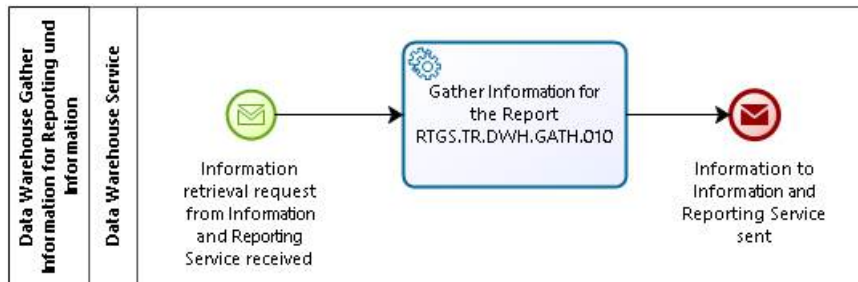 Data Warehouse Gather
Information for Reporting und
Information
Data Warehouse Service
Information
retrieval request
from Information
and Reporting
Service received
Gather Information for
the Report
RTGS.TR.DWH.GATH.010
Information to
Information and
Reporting Service
sent